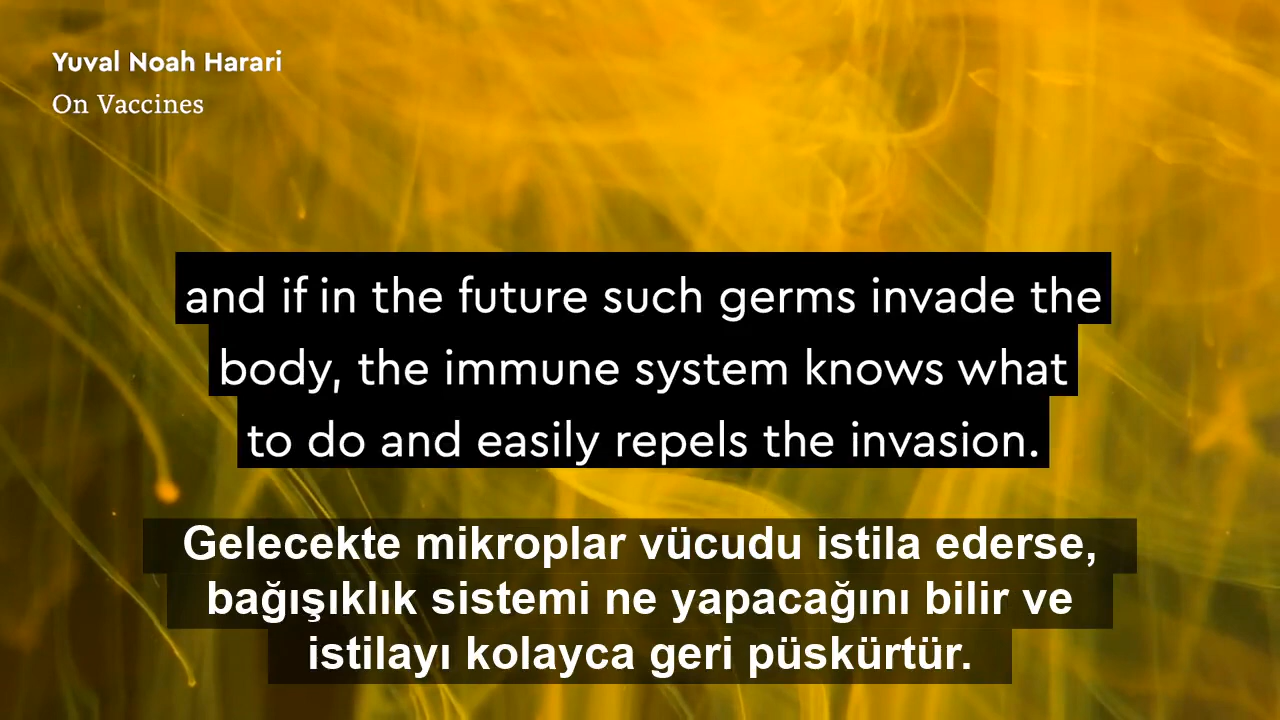 Yuval Noah Harari
On Vaccines
and if in the future such germs invade the
body, the immune system knows what
to do and easily repels the invasion.
Gelecekte mikroplar vücudu istila ederse,
bağışıklık sistemi ne yapacağını bilir ve
istilayı kolayca geri püskürtür.